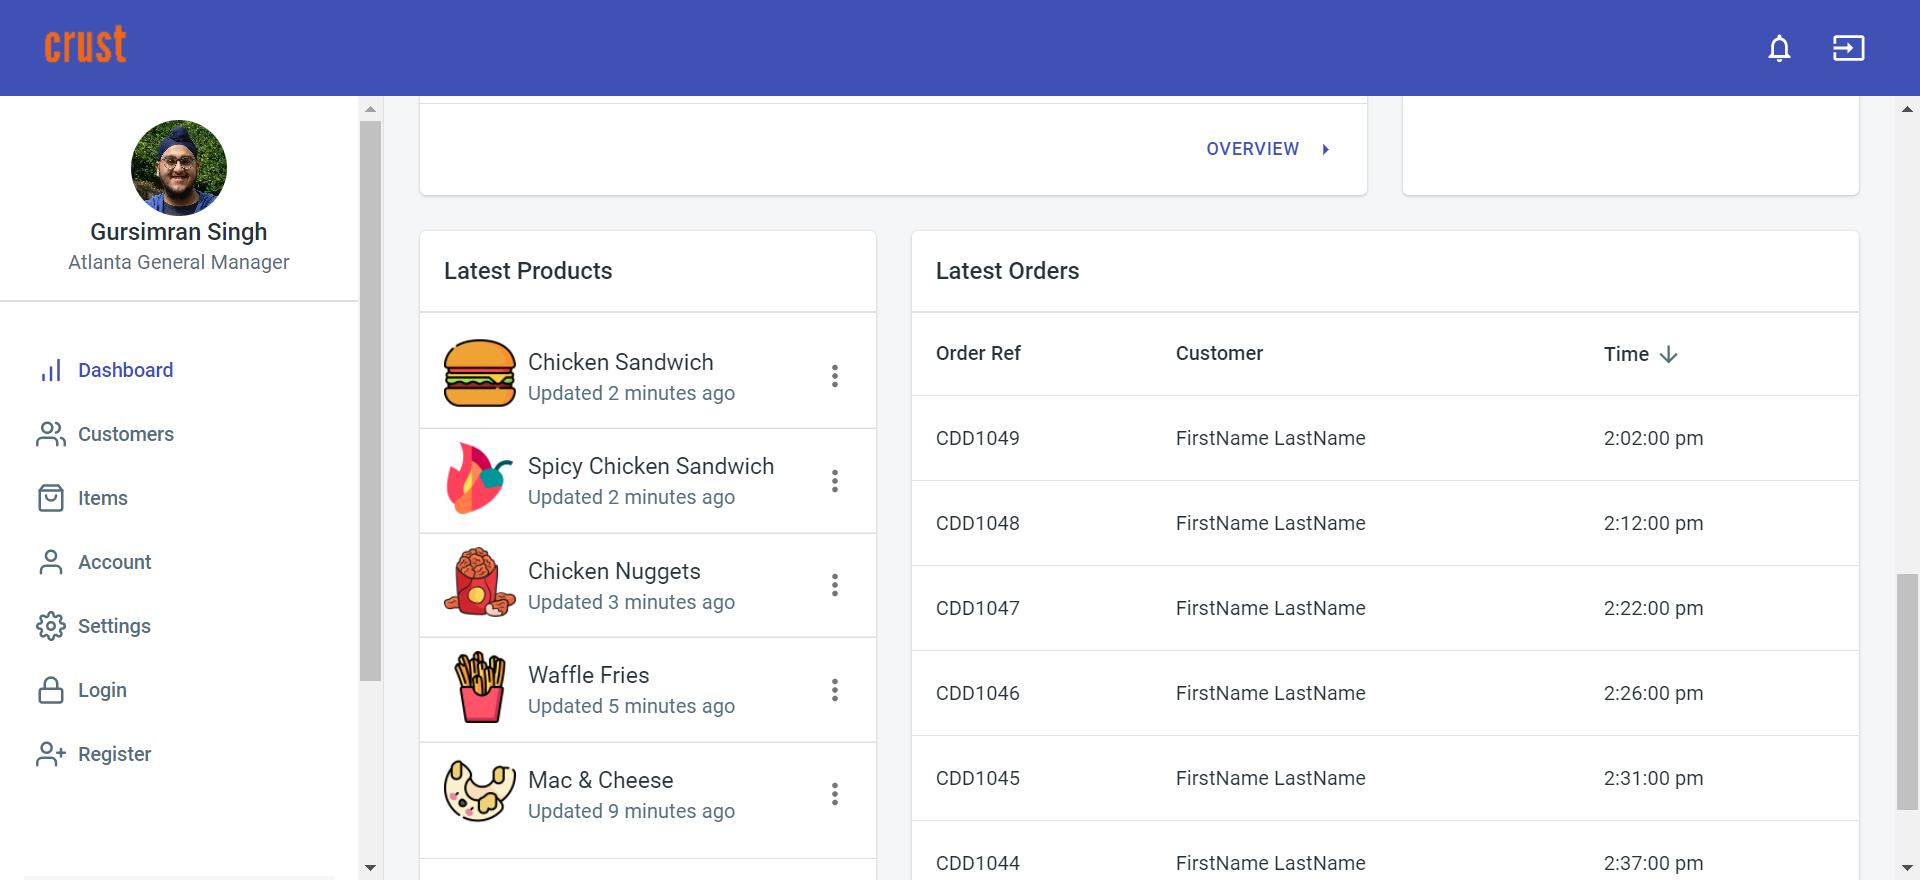 crust
Gursimran Singh
Atlanta General Manager
Dashboard
Customers
Items
Account
Settings
Login
Register
OVERVIEW
Latest Products
Chicken Sandwich
Updated 2 minutes ago
Spicy Chicken Sandwich
Updated 2 minutes ago
Chicken Nuggets
Updated 3 minutes ago
Waffle Fries
Updated 5 minutes ago
Mac & Cheese
Updated 9 minutes ago
Latest Orders
Order Ref Customer Time
CDD1049 FirstName LastName 2:02:00 pm
CDD1048 FirstName LastName 2:12:00 pm
CDD1047 FirstName LastName 2:22:00 pm
CDD1046 FirstName LastName 2:26:00 pm
CDD1045 FirstName LastName 2:31:00 pm
CDD1044 FirstName LastName 2:37:00 pm